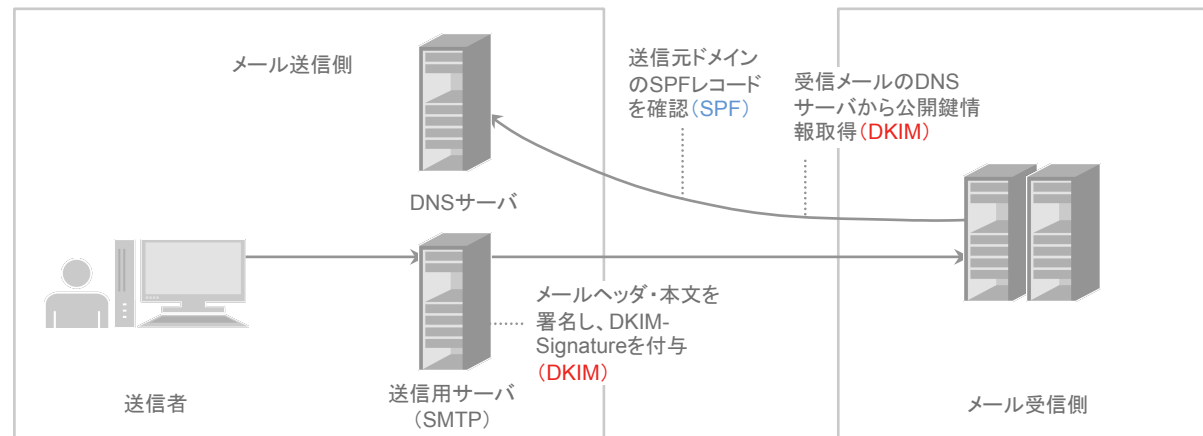 メール送信側
送信元ドメイン
のSPFレコード
を確認(SPF)
受信メールのDNS
サーバから公開鍵情
報取得(DKIM)
DNSサーバ
メールヘッダ・本文を
署名し、DKIM-
Signatureを付与
(DKIM)
送信者
送信用サーバ
(SMTP)
メール受信側